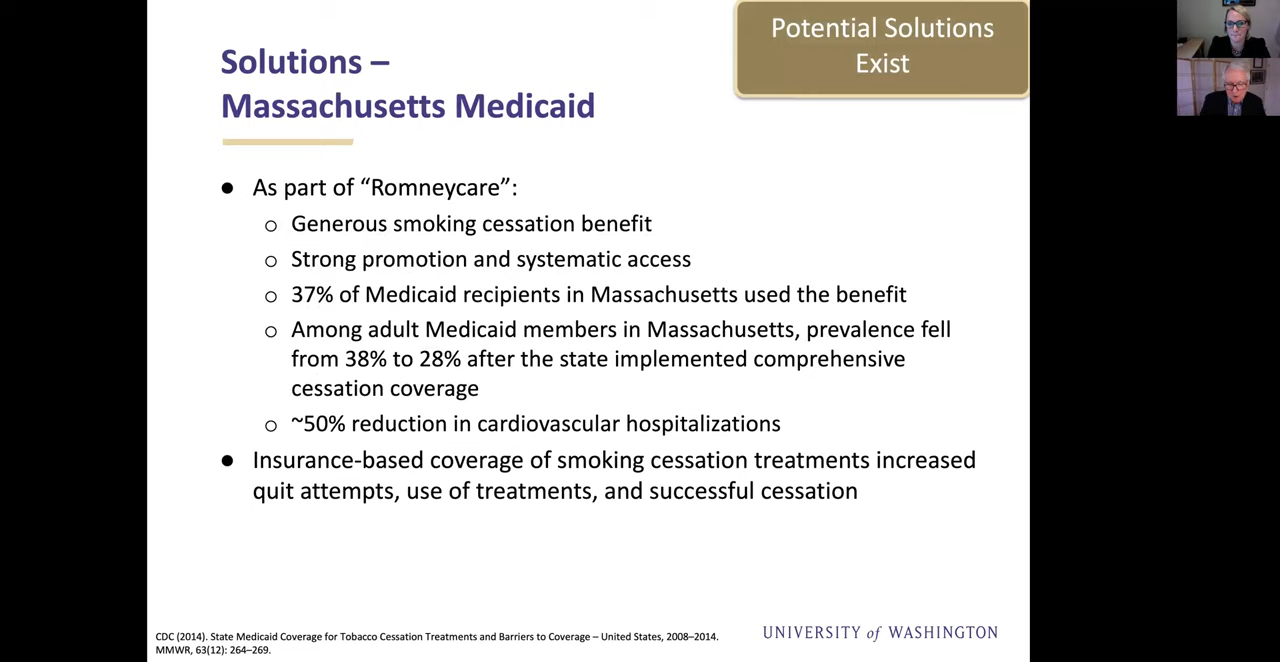 Potential Solutions
Exist
Solutions –
Massachusetts Medicaid
● As part of “Romneycare”:
o Generous smoking cessation benefit
o Strong promotion and systematic access
o 37% of Medicaid recipients in Massachusetts used the benefit
o Among adult Medicaid members in Massachusetts, prevalence fell
from 38% to 28% after the state implemented comprehensive
cessation coverage
o ~50% reduction in cardiovascular hospitalizations
● Insurance-based coverage of smoking cessation treatments increased
quit attempts, use of treatments, and successful cessation
CDC (2014). State Medicaid Coverage for Tobacco Cessation Treatments and Barriers to Coverage – United States, 2008–2014.
MMWR, 63(12): 264–269.
UNIVERSITY of WASHINGTON